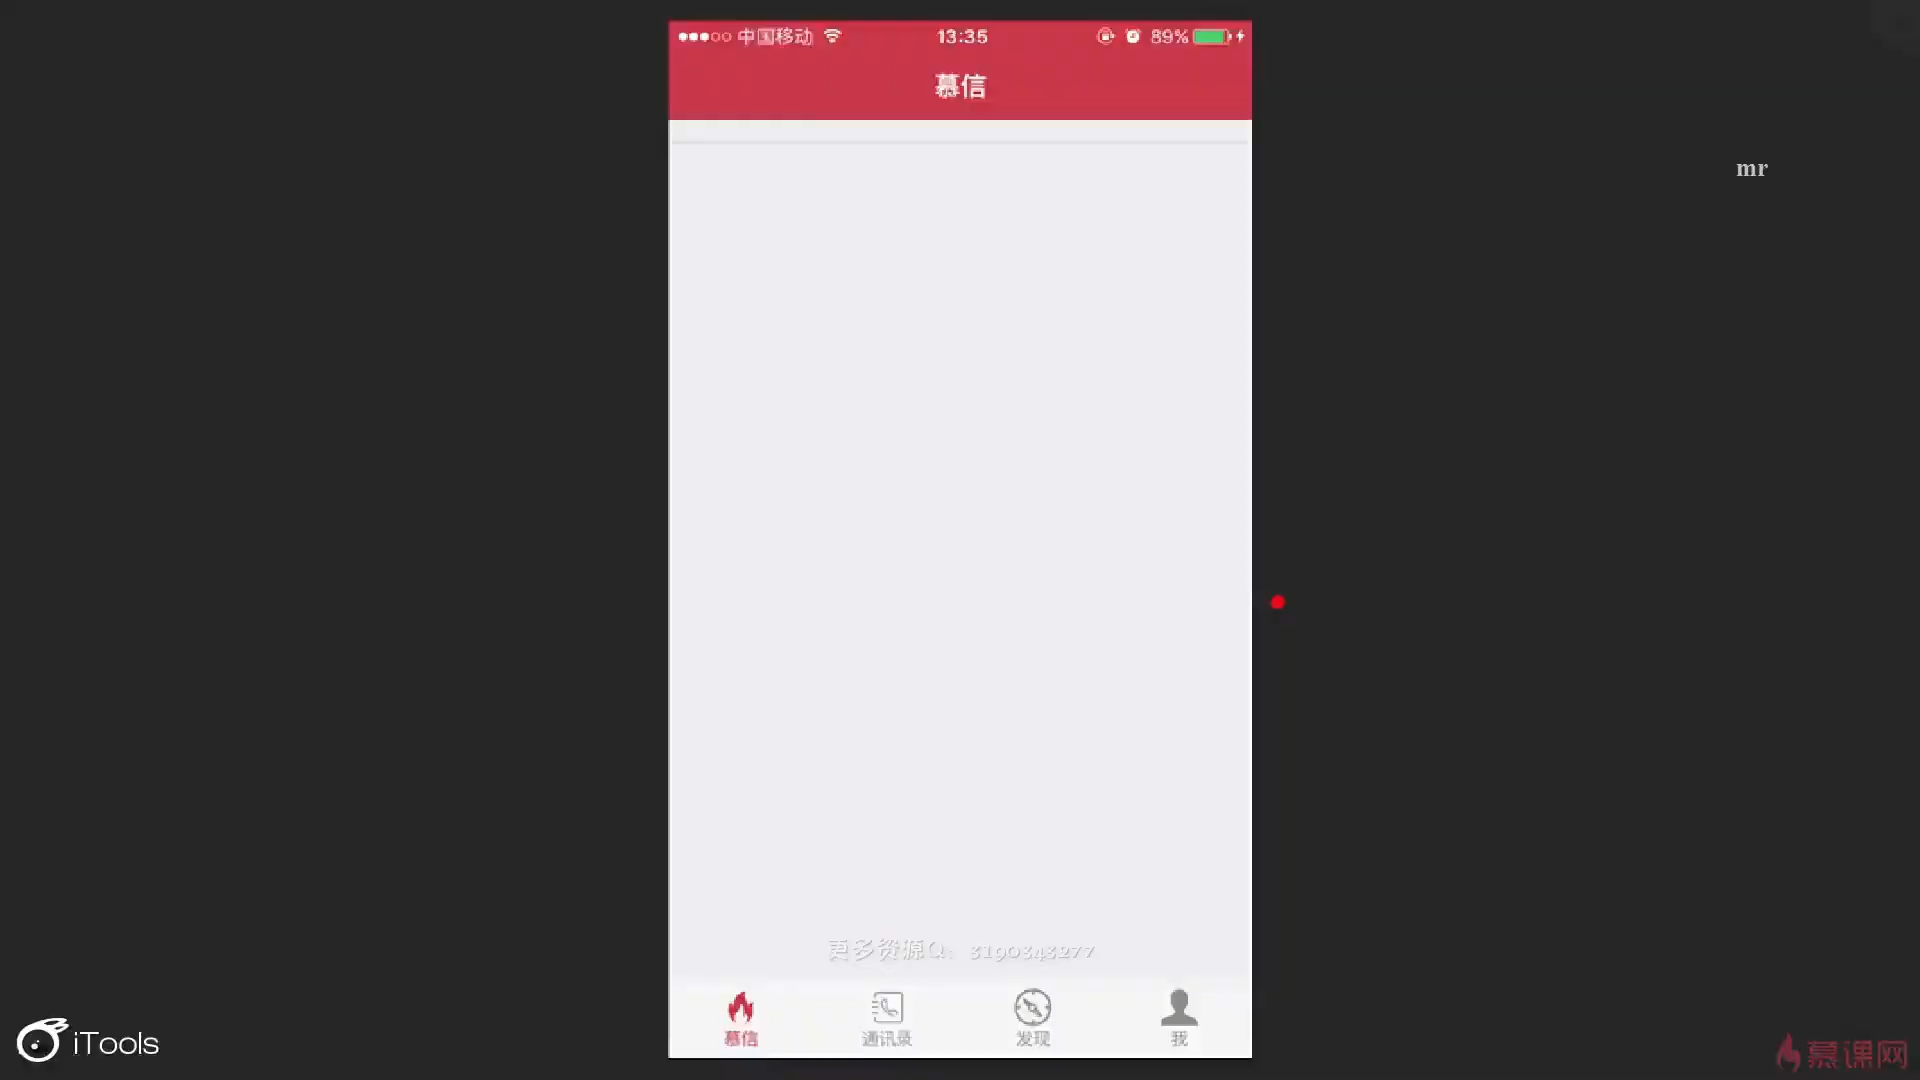 中国移动
13:35
89%
慕信
mr
更多资源Q：3190343277
慕信
通讯录
发现
我
iTools
慕课网